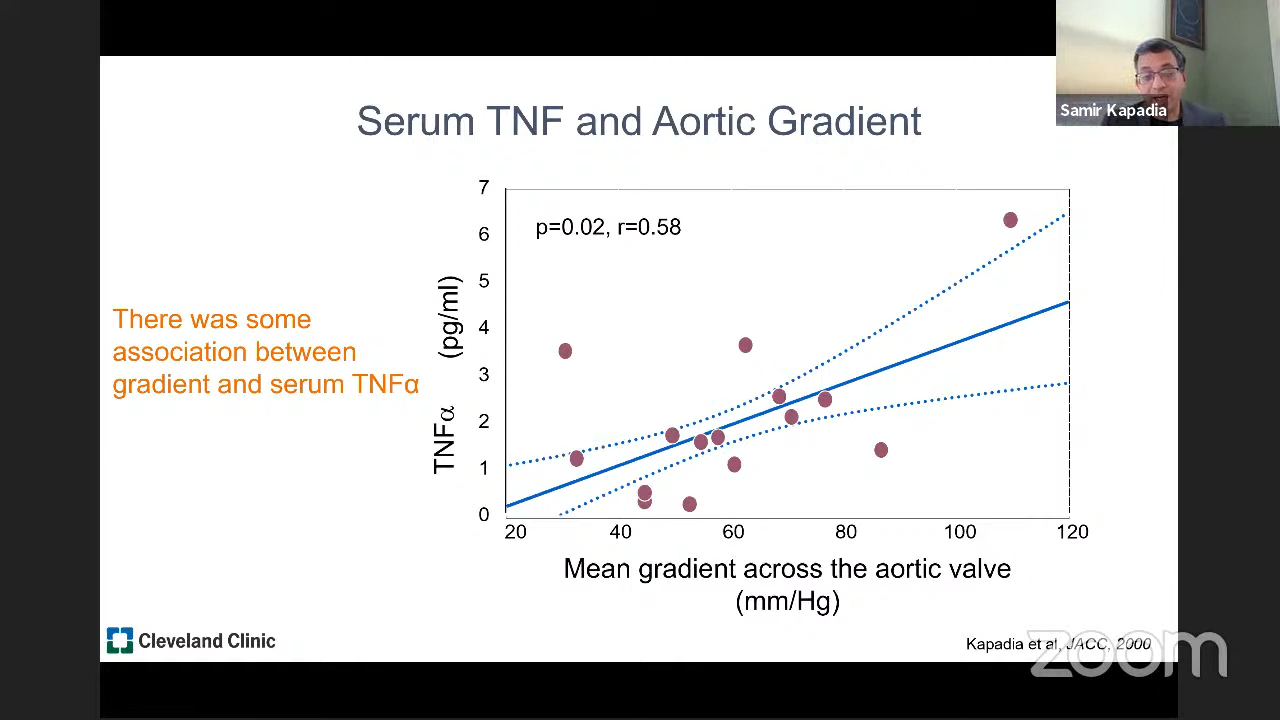 Samir Kapadia
Serum TNF and Aortic Gradient
There was some
association between
gradient and serum TNFα
TNFα (pg/ml)
7
6
5
4
3
2
1
0
p=0.02, r=0.58
20 40 60 80 100 120
Mean gradient across the aortic valve
(mm/Hg)
Cleveland Clinic
Kapadia et al, JACC, 2000
zoom